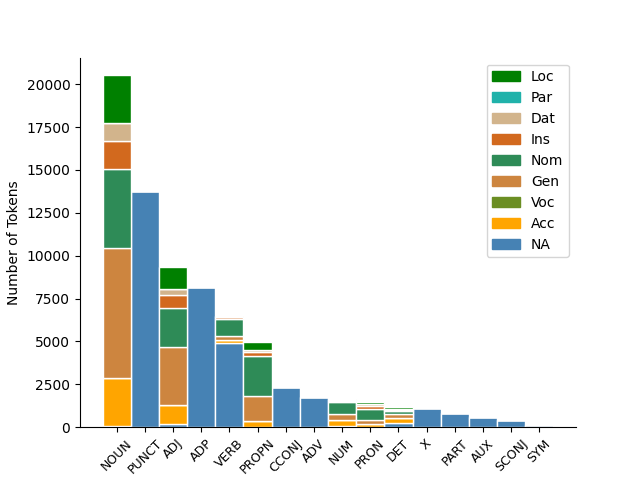 20000
17500
15000
12500
10000
7500
5000
2500
0
Number of Tokens
Loc
Par
Dat
Ins
Nom
Gen
Voc
Acc
NA
NOUN
PUNCT
ADJ
ADP
VERB
PROPN
CCONJ
ADV
NUM
PRON
DET
X
PART
AUX
SCONJ
SYM